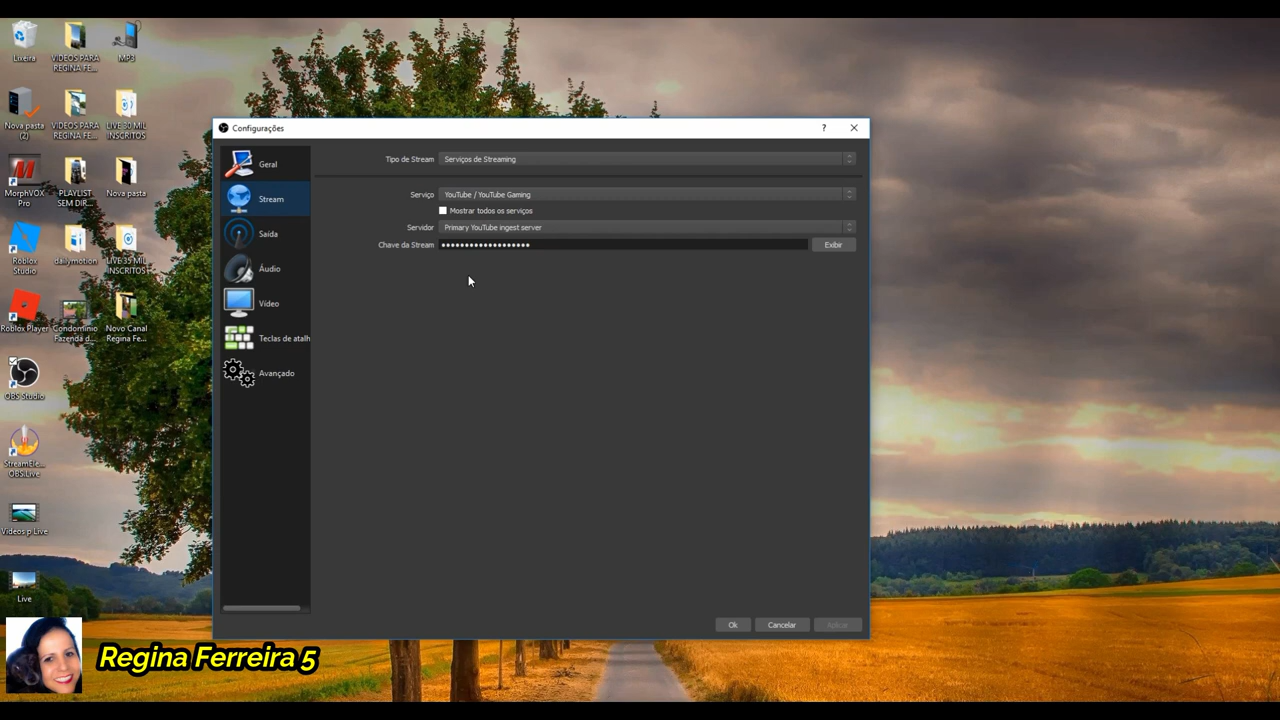 Lixeira
VIDEOS PARA
REGINA FE...
MP3
Nova pasta
(2)
VIDEOS PARA
REGINA FE...
LIVE 30 MIL
INSCRITOS
MorphVOX
Pro
PLAYLIST
SEM DIR...
Nova pasta
Roblox
Studio
dailymotion
LIVE 35 MIL
INSCRITOS
Roblox Player
Condominio
Fazenda d...
Novo Canal
Regina Fe...
OBS Studio
StreamEle...
OBS.Live
Videos p Live
Live
Configurações
?
Geral
Stream
Saída
Áudio
Vídeo
Teclas de atalh
Avançado
Tipo de Stream Serviços de Streaming
Serviço YouTube / YouTube Gaming
Mostrar todos os serviços
Servidor Primary YouTube ingest server
Chave da Stream Exibir
Ok Cancelar Aplicar
Regina Ferreira 5